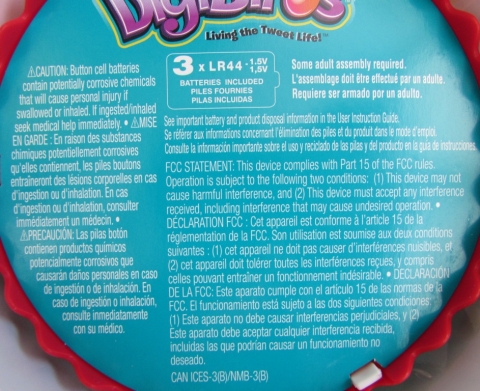 DigiBirds
Living the Tweet Life!™
3 x LR44 - 1.5V
1,5V
BATTERIES INCLUDED
PILES FOURNIES
PILAS INCLUIDAS
Some adult assembly required.
L'assemblage doit être effectué par un adulte.
Requiere ser armado por un adulto.
⚠CAUTION: Button cell batteries
contain potentially corrosive chemicals
that will cause personal injury if
swallowed or inhaled. If ingested/inhaled
seek medical help immediately. • ⚠MISE
EN GARDE : En raison des substances
chimiques potentiellement corrosives
qu'elles contiennent, les piles boutons
entraîneront des lésions corporelles en cas
d'ingestion ou d'inhalation. En cas
d'ingestion ou d'inhalation, consulter
immédiatement un médecin. •
⚠PRECAUCIÓN: Las pilas botón
contienen productos químicos
potencialmente corrosivos que
causarán daños personales en caso
de ingestión o de inhalación. En
caso de ingestión o inhalación,
consulte inmediatamente
con su médico.
See important battery and product disposal information in the User Instruction Guide.
Se référer aux informations concernant l'élimination des piles et du produit dans le mode d'emploi.
Consulte la información importante sobre el uso y reciclado de las pilas y del producto en la guía de instrucciones.
FCC STATEMENT: This device complies with Part 15 of the FCC rules.
Operation is subject to the following two conditions: (1) This device may not
cause harmful interference, and (2) This device must accept any interference
received, including interference that may cause undesired operation. •
DÉCLARATION FCC : Cet appareil est conforme à l'article 15 de la
réglementation de la FCC. Son utilisation est soumise aux deux conditions
suivantes : (1) cet appareil ne doit pas causer d'interférences nuisibles, et
(2) cet appareil doit tolérer toutes les interférences reçues, y compris
celles pouvant entraîner un fonctionnement indésirable. • DECLARACIÓN
DE LA FCC: Este aparato cumple con el artículo 15 de las normas de la
FCC. El funcionamiento está sujeto a las dos siguientes condiciones:
(1) Este aparato no debe causar interferencias perjudiciales, y (2)
Este aparato debe aceptar cualquier interferencia recibida,
incluidas las que podrían causar un funcionamiento no
deseado.
CAN ICES-3(B)/NMB-3(B)